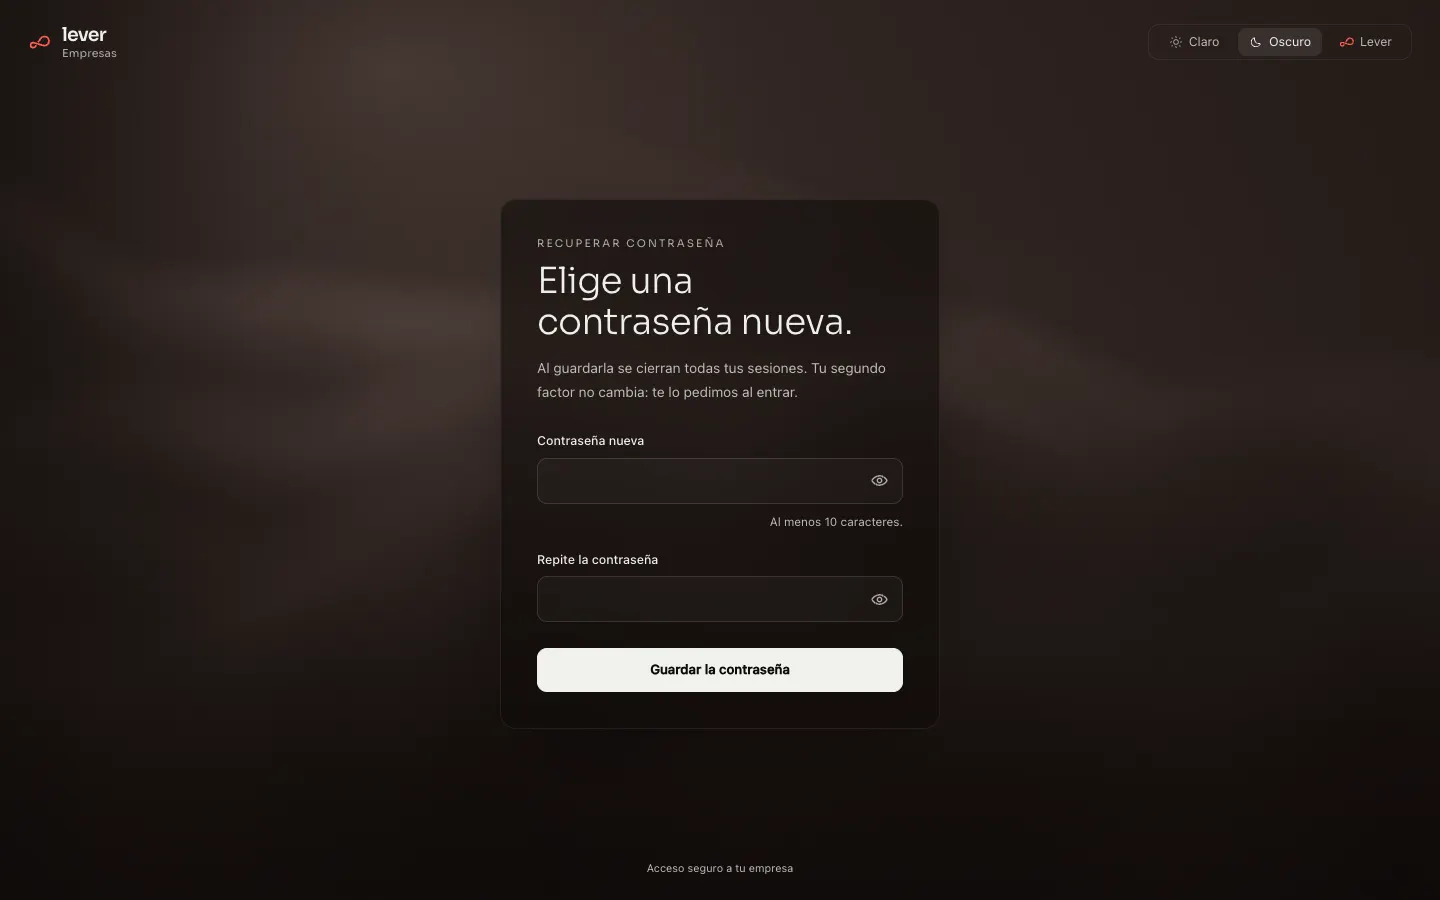 lever
Empresas
Claro
Oscuro
Lever
RECUPERAR CONTRASEÑA
Elige una
contraseña nueva.
Al guardarla se cierran todas tus sesiones. Tu segundo
factor no cambia: te lo pedimos al entrar.
Contraseña nueva
Al menos 10 caracteres.
Repite la contraseña
Guardar la contraseña
Acceso seguro a tu empresa